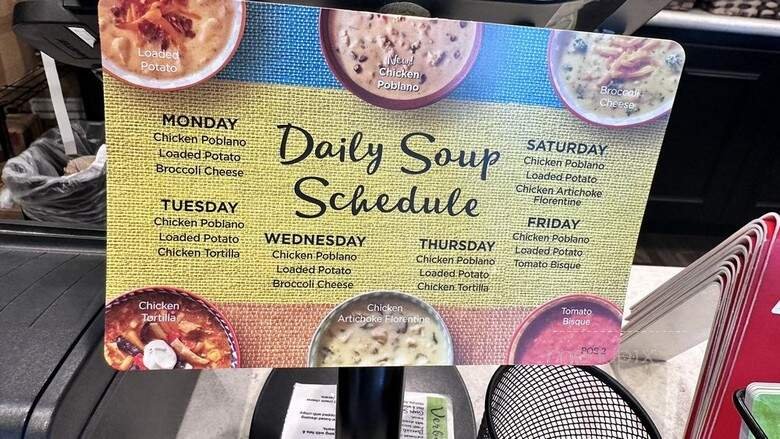 Loaded
Potato
New!
Chicken
Poblano
Broccoli
Cheese
Daily Soup
Schedule
MONDAY
Chicken Poblano
Loaded Potato
Broccoli Cheese
TUESDAY
Chicken Poblano
Loaded Potato
Chicken Tortilla
WEDNESDAY
Chicken Poblano
Loaded Potato
Broccoli Cheese
THURSDAY
Chicken Poblano
Loaded Potato
Chicken Tortilla
FRIDAY
Chicken Poblano
Loaded Potato
Tomato Bisque
SATURDAY
Chicken Poblano
Loaded Potato
Chicken Artichoke
Florentine
Chicken
Tortilla
Chicken
Artichoke Florentine
Tomato
Bisque
POS 2